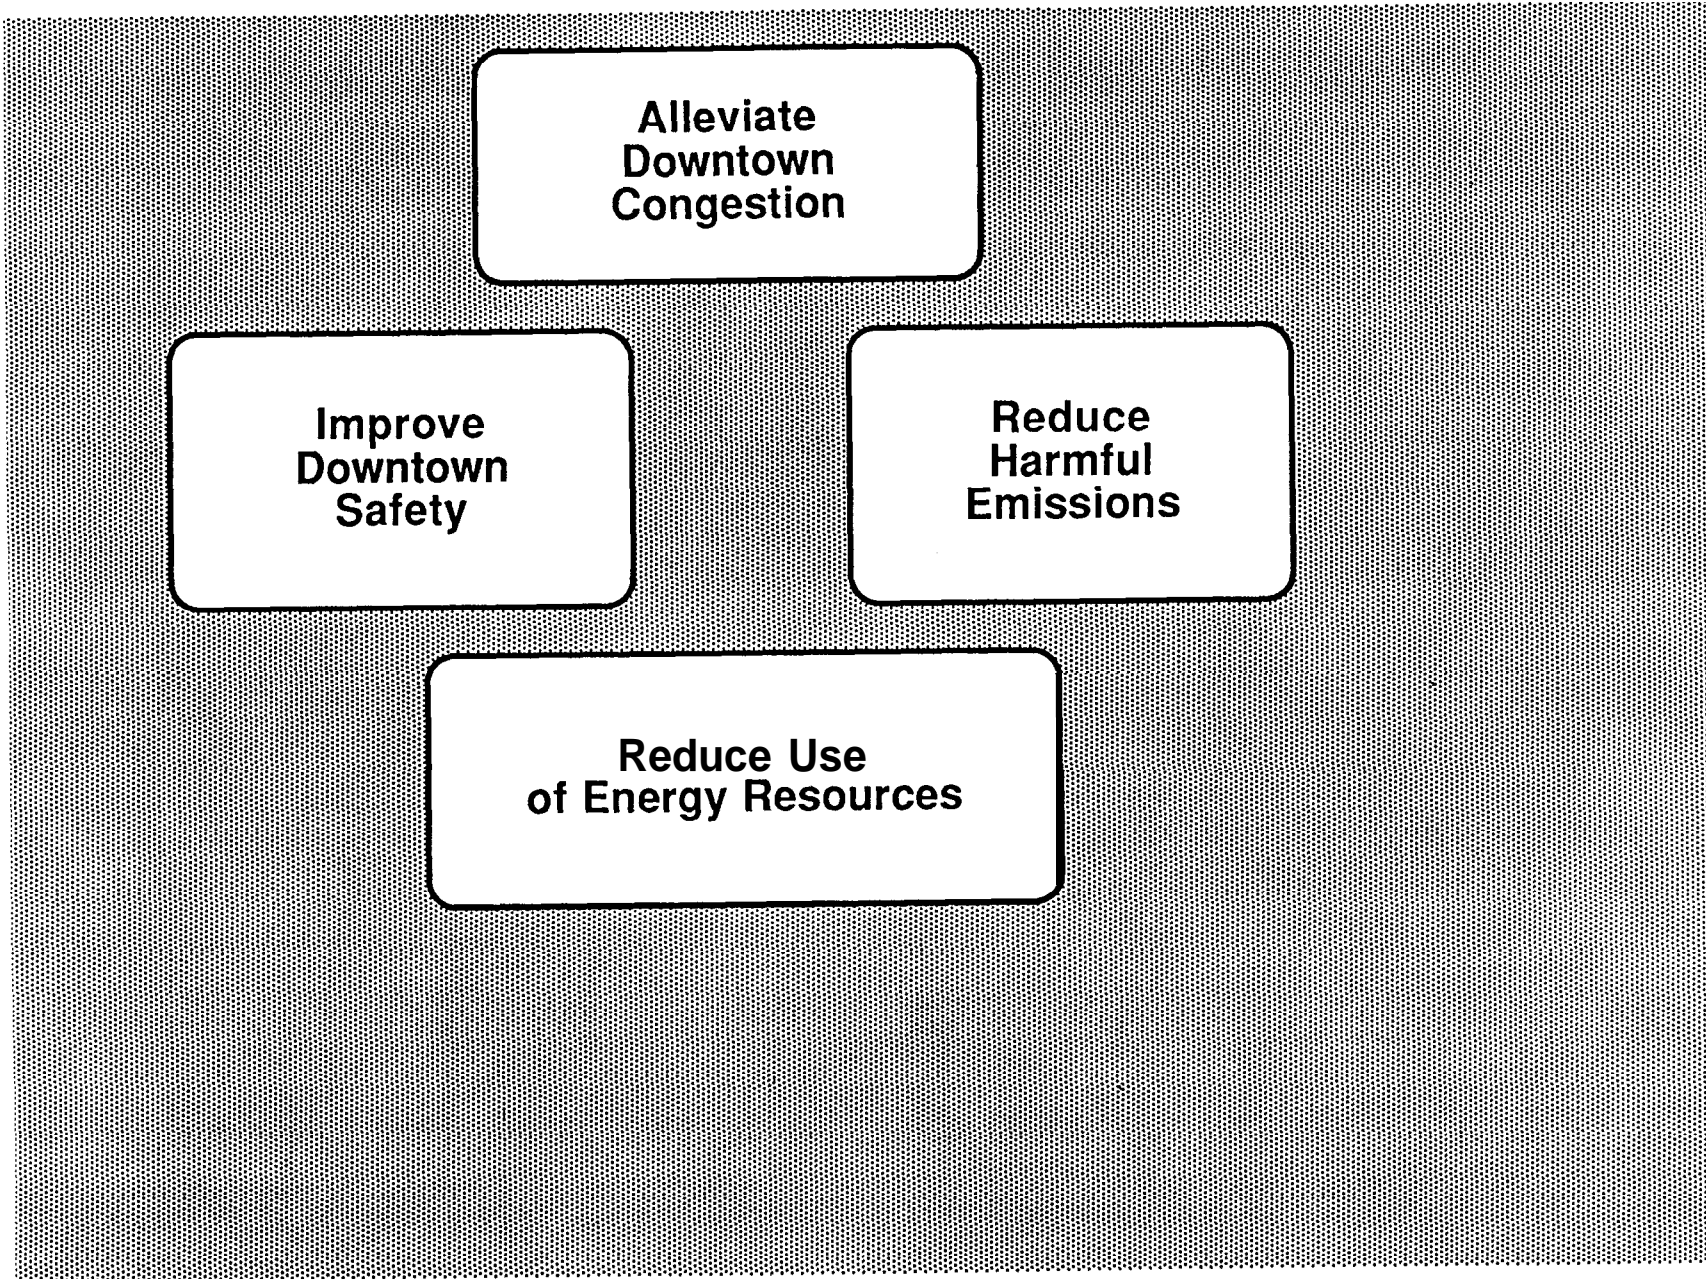 Alleviate
Downtown
Congestion
Improve
Downtown
Safety
Reduce
Harmful
Emissions
Reduce Use
of Energy Resources